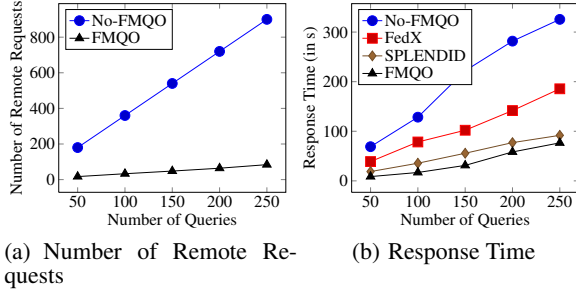 No-FMQO
FMQO
Number of Remote Requests
800
600
400
200
0
50 100 150 200 250
Number of Queries
(a) Number of Remote Re-
quests
No-FMQO
FedX
SPLENDID
FMQO
Response Time (in s)
300
200
100
0
50 100 150 200 250
Number of Queries
(b) Response Time